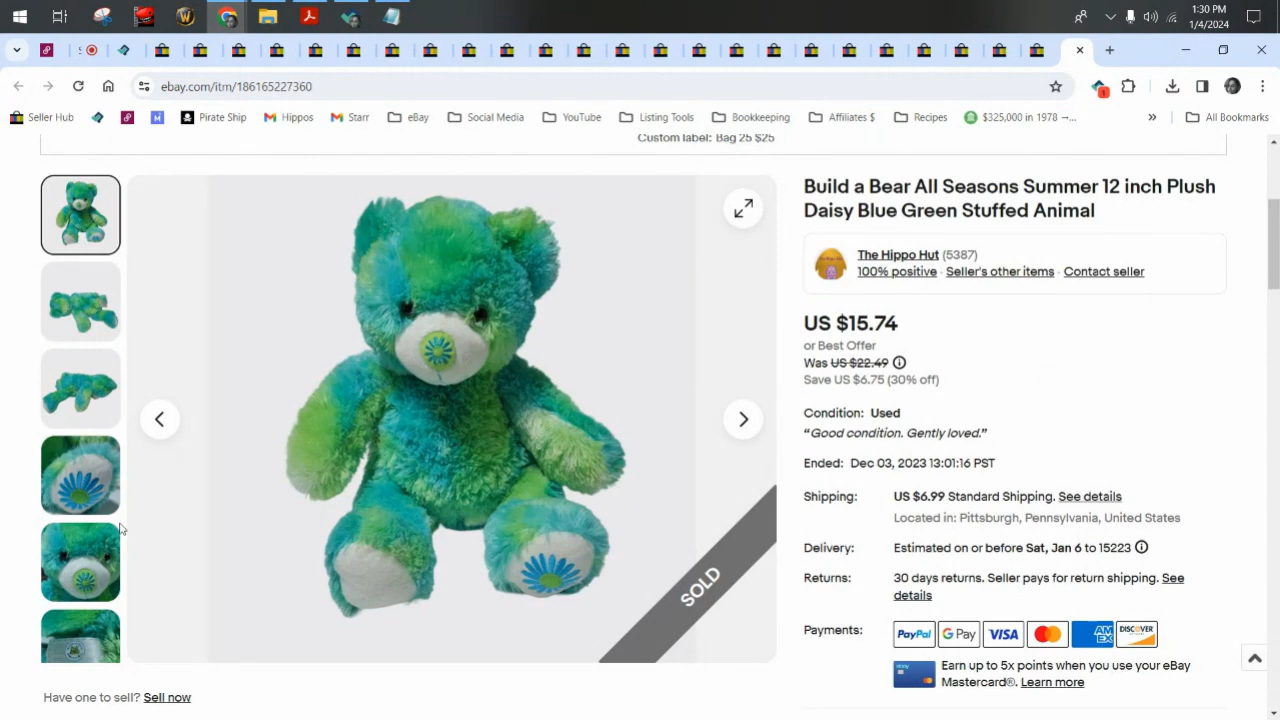 1:30 PM
1/4/2024
ebay.com/itm/186165227360
Seller Hub
Pirate Ship
Hippos
Starr
eBay
Social Media
YouTube
Listing Tools
Bookkeeping
Affiliates $
Recipes
$325,000 in 1978 →...
»
All Bookmarks
Custom label: Bag 25 $25
Build a Bear All Seasons Summer 12 inch Plush
Daisy Blue Green Stuffed Animal
The Hippo Hut (5387)
100% positive · Seller's other items · Contact seller
US $15.74
or Best Offer
Was US $22.49
Save US $6.75 (30% off)
Condition: Used
“Good condition. Gently loved.”
Ended: Dec 03, 2023 13:01:16 PST
Shipping: US $6.99 Standard Shipping. See details
Located in: Pittsburgh, Pennsylvania, United States
Delivery: Estimated on or before Sat, Jan 6 to 15223
Returns: 30 days returns. Seller pays for return shipping. See
details
Payments: PayPal G Pay VISA MasterCard AM EX DISCOVER
Earn up to 5x points when you use your eBay
Mastercard®. Learn more
SOLD
Have one to sell? Sell now